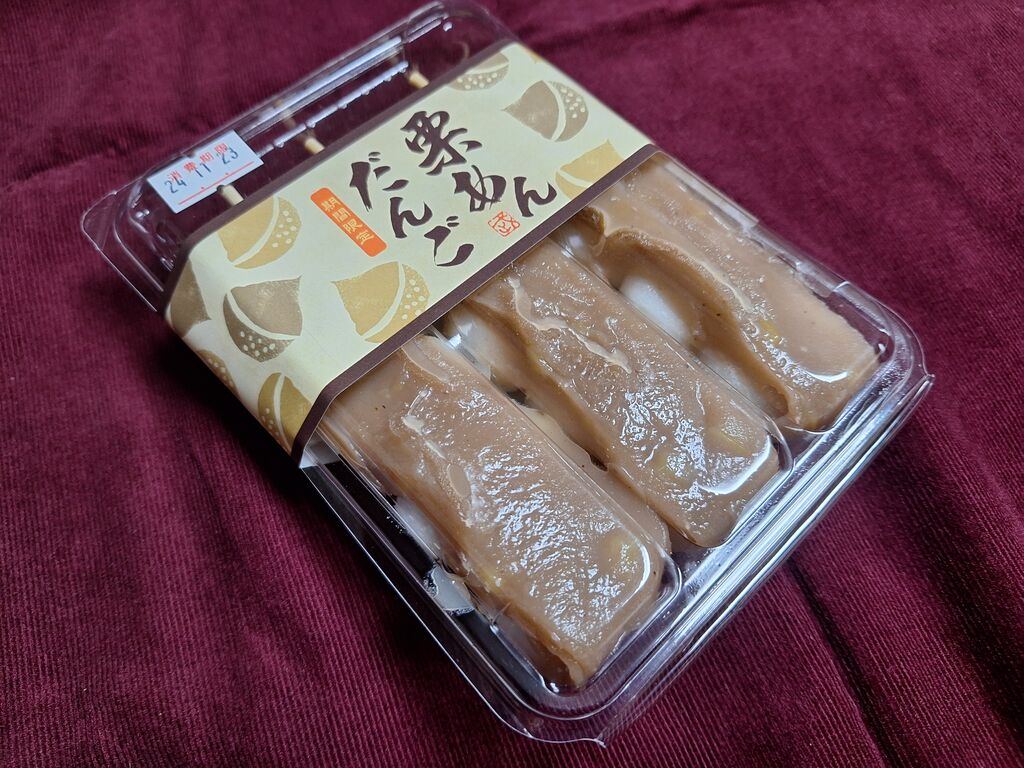 消費期限
24.11.23
栗あん
だんご
期間限定